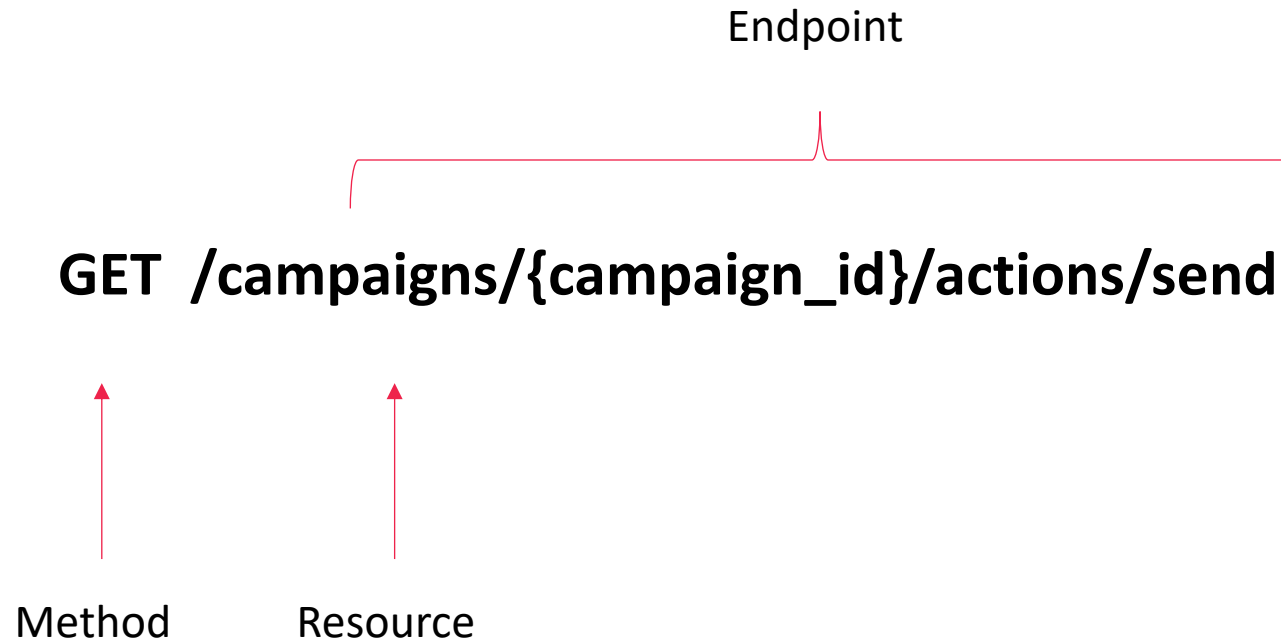 Endpoint
GET /campaigns/{campaign_id}/actions/send
Method Resource